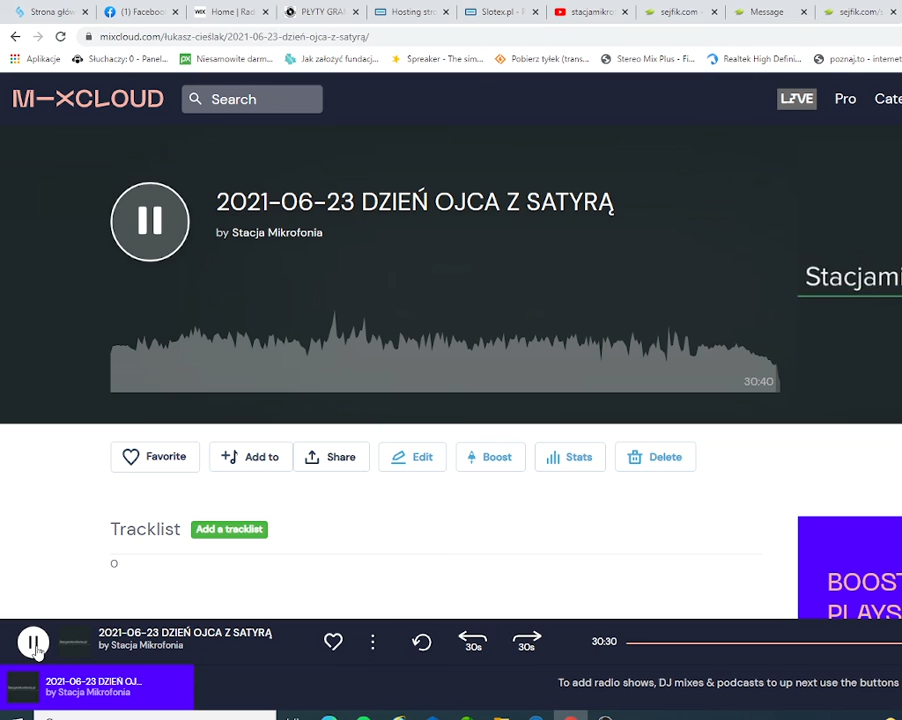 Strona głów
Faceboo
Home | Rad
PŁYTY GRA
Hosting stro
Slotex.pl - P
stacjamikro
sejfik.com -
Message
sejfik.com/s
mixcloud.com/łukasz-cieślak/2021-06-23-dzień-ojca-z-satyrą/
Aplikacje
Słuchaczy: 0 - Panel...
Niesamowite darm...
Jak założyć fundacj...
Spreaker - The sim...
Pobierz tyłek (trans...
Stereo Mix Plus - Fi...
Realtek High Defini...
poznaj.to - internet
MIXCLOUD
Search
LIVE
Pro
Cate
2021-06-23 DZIEŃ OJCA Z SATYRĄ
by Stacja Mikrofonia
Stacjami
30:40
Favorite
Add to
Share
Edit
Boost
Stats
Delete
Tracklist
Add a tracklist
0
BOOST
PLAYS
2021-06-23 DZIEŃ OJCA Z SATYRĄ
by Stacja Mikrofonia
30s
30s
30:30
2021-06-23 DZIEŃ OJ...
by Stacja Mikrofonia
To add radio shows, DJ mixes & podcasts to up next use the buttons